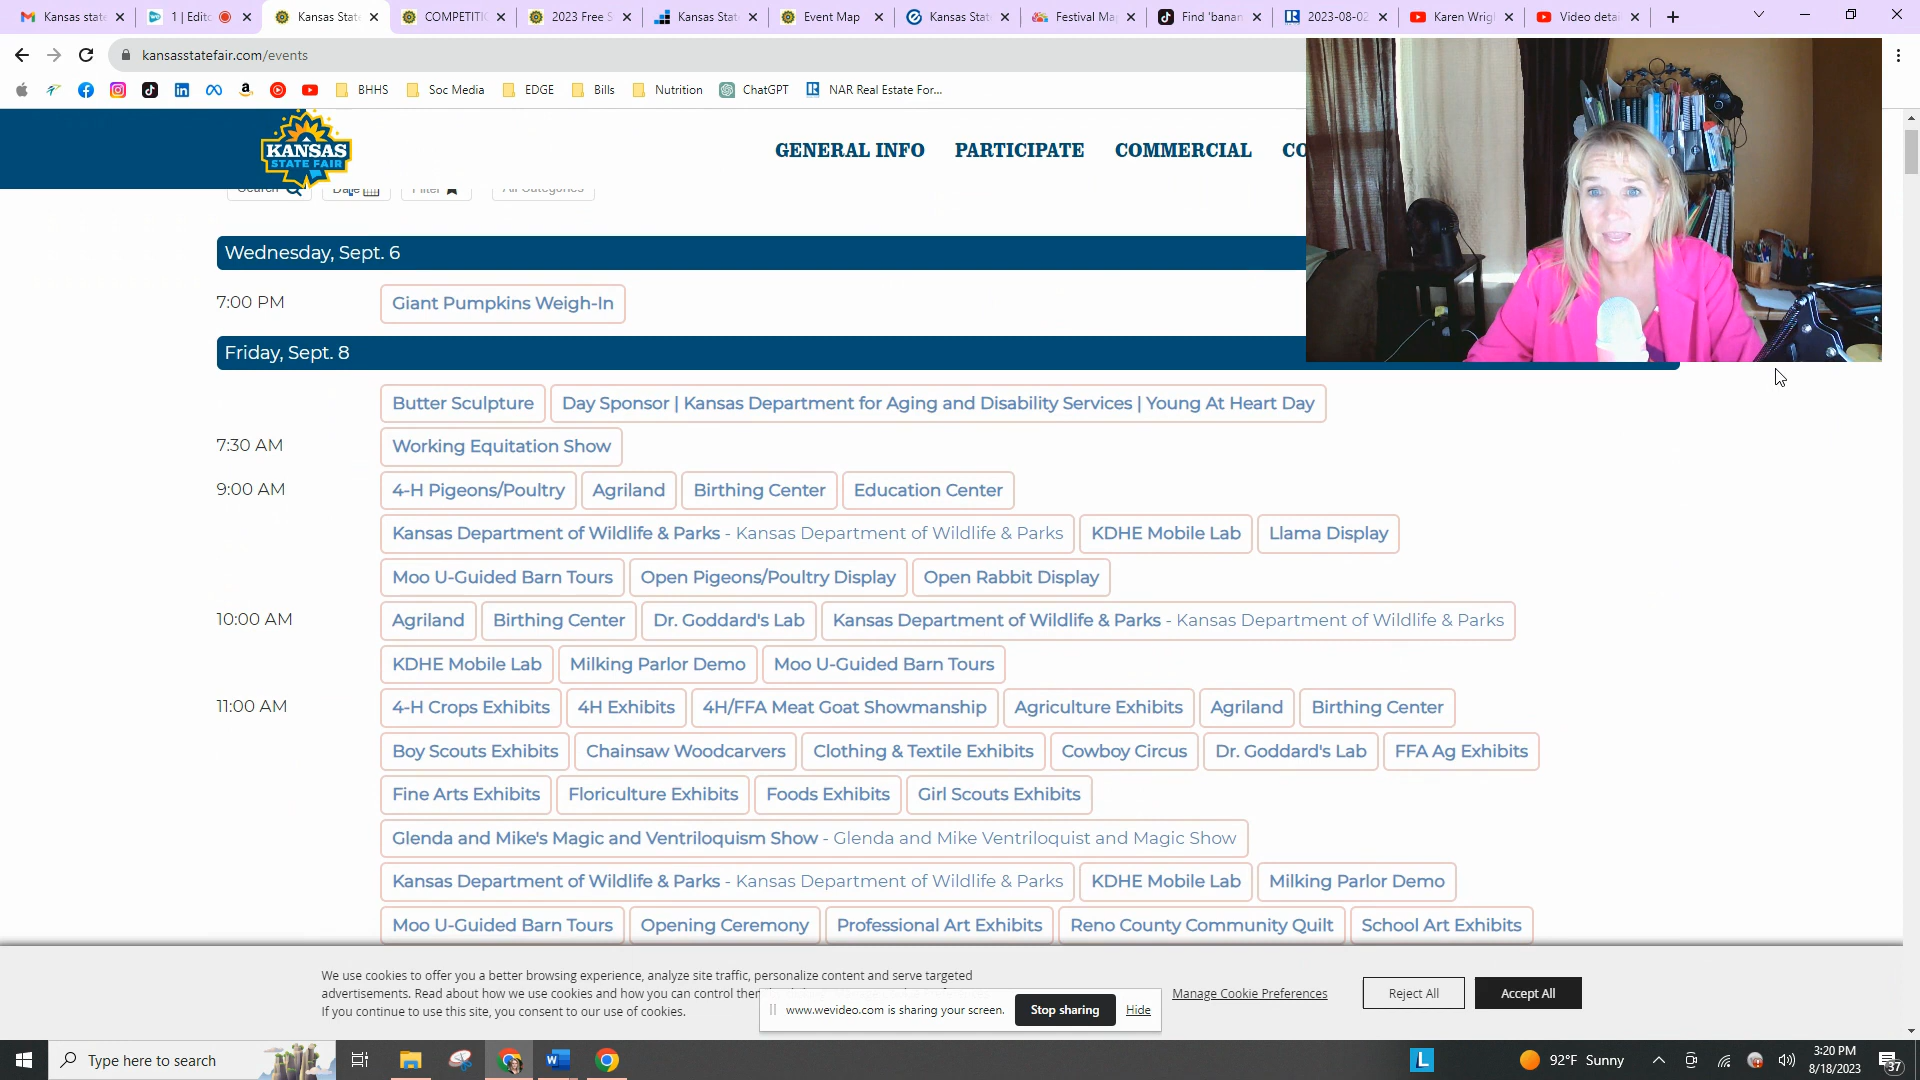 Kansas state
1 | Edito
Kansas State
COMPETITIO
2023 Free S
Kansas Stat
Event Map
Kansas Stat
Festival Map
Find 'banan
2023-08-02
Karen Wrigh
Video detai
kansasstatefair.com/events
BHHS
Soc Media
EDGE
Bills
Nutrition
ChatGPT
NAR Real Estate For...
KANSAS
STATE FAIR
GENERAL INFO PARTICIPATE COMMERCIAL CO
Search Date Filter All Categories
Wednesday, Sept. 6
7:00 PM Giant Pumpkins Weigh-In
Friday, Sept. 8
Butter Sculpture Day Sponsor | Kansas Department for Aging and Disability Services | Young At Heart Day
7:30 AM Working Equitation Show
9:00 AM 4-H Pigeons/Poultry Agriland Birthing Center Education Center
Kansas Department of Wildlife & Parks - Kansas Department of Wildlife & Parks KDHE Mobile Lab Llama Display
Moo U-Guided Barn Tours Open Pigeons/Poultry Display Open Rabbit Display
10:00 AM Agriland Birthing Center Dr. Goddard's Lab Kansas Department of Wildlife & Parks - Kansas Department of Wildlife & Parks
KDHE Mobile Lab Milking Parlor Demo Moo U-Guided Barn Tours
11:00 AM 4-H Crops Exhibits 4H Exhibits 4H/FFA Meat Goat Showmanship Agriculture Exhibits Agriland Birthing Center
Boy Scouts Exhibits Chainsaw Woodcarvers Clothing & Textile Exhibits Cowboy Circus Dr. Goddard's Lab FFA Ag Exhibits
Fine Arts Exhibits Floriculture Exhibits Foods Exhibits Girl Scouts Exhibits
Glenda and Mike's Magic and Ventriloquism Show - Glenda and Mike Ventriloquist and Magic Show
Kansas Department of Wildlife & Parks - Kansas Department of Wildlife & Parks KDHE Mobile Lab Milking Parlor Demo
Moo U-Guided Barn Tours Opening Ceremony Professional Art Exhibits Reno County Community Quilt School Art Exhibits
We use cookies to offer you a better browsing experience, analyze site traffic, personalize content and serve targeted
advertisements. Read about how we use cookies and how you can control them
If you continue to use this site, you consent to our use of cookies.
www.wevideo.com is sharing your screen. Stop sharing Hide
Manage Cookie Preferences Reject All Accept All
Type here to search
L
92°F Sunny
3:20 PM
8/18/2023
37